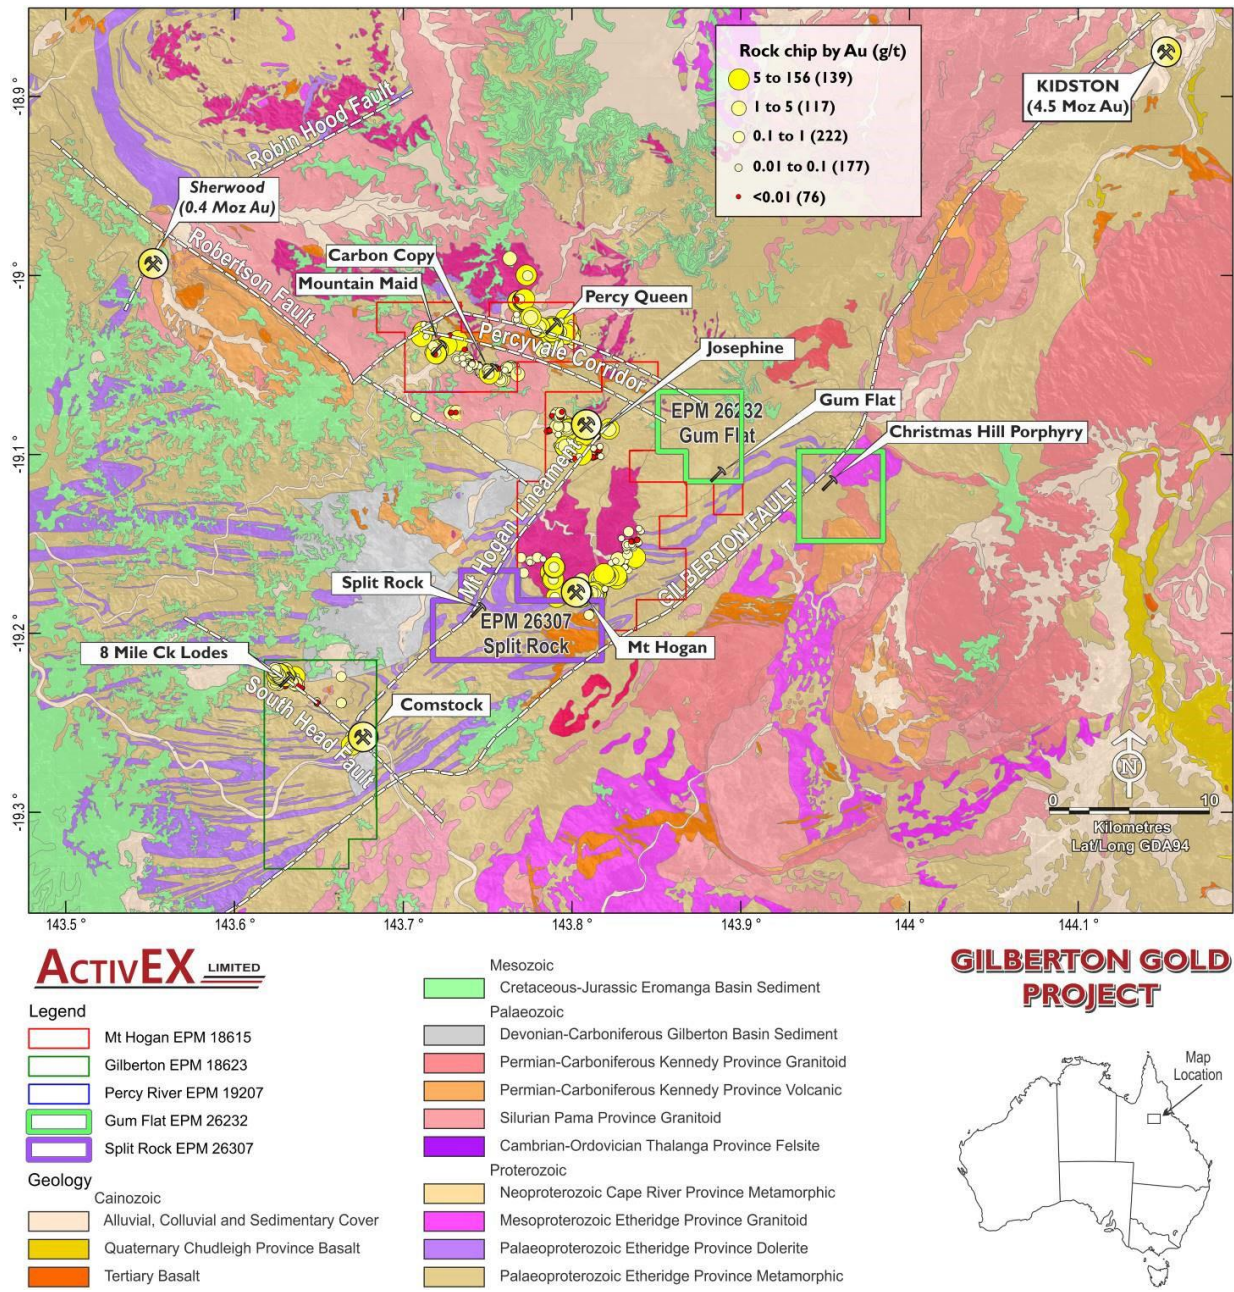 Rock chip by Au (g/t)
5 to 156 (139)
1 to 5 (117)
0.1 to 1 (222)
0.01 to 0.1 (177)
<0.01 (76)
KIDSTON
(4.5 Moz Au)
Robin Hood Fault
Sherwood
(0.4 Moz Au)
Robertson Fault
Carbon Copy
Mountain Maid
Percy Queen
Percyvale Corridor
Josephine
EPM 26232
Gum Flat
Gum Flat
Christmas Hill Porphyry
Mt Hogan Lineament
GILBERTON FAULT
Split Rock
EPM 26307
Split Rock
Mt Hogan
8 Mile Ck Lodes
South Head Fault
Comstock
N
0 10
Kilometres
Lat/Long GDA94
-18.9
-19
-19.1
-19.2
-19.3
143.5 °
143.6 °
143.7 °
143.8 °
143.9 °
144 °
144.1 °
ACTIVEX LIMITED
Legend
Mt Hogan EPM 18615
Gilberton EPM 18623
Percy River EPM 19207
Gum Flat EPM 26232
Split Rock EPM 26307
Geology
Cainozoic
Alluvial, Colluvial and Sedimentary Cover
Quaternary Chudleigh Province Basalt
Tertiary Basalt
Mesozoic
Cretaceous-Jurassic Eromanga Basin Sediment
Palaeozoic
Devonian-Carboniferous Gilberton Basin Sediment
Permian-Carboniferous Kennedy Province Granitoid
Permian-Carboniferous Kennedy Province Volcanic
Silurian Pama Province Granitoid
Cambrian-Ordovician Thalanga Province Felsite
Proterozoic
Neoproterozoic Cape River Province Metamorphic
Mesoproterozoic Etheridge Province Granitoid
Palaeoproterozoic Etheridge Province Dolerite
Palaeoproterozoic Etheridge Province Metamorphic
GILBERTON GOLD
PROJECT
Map
Location